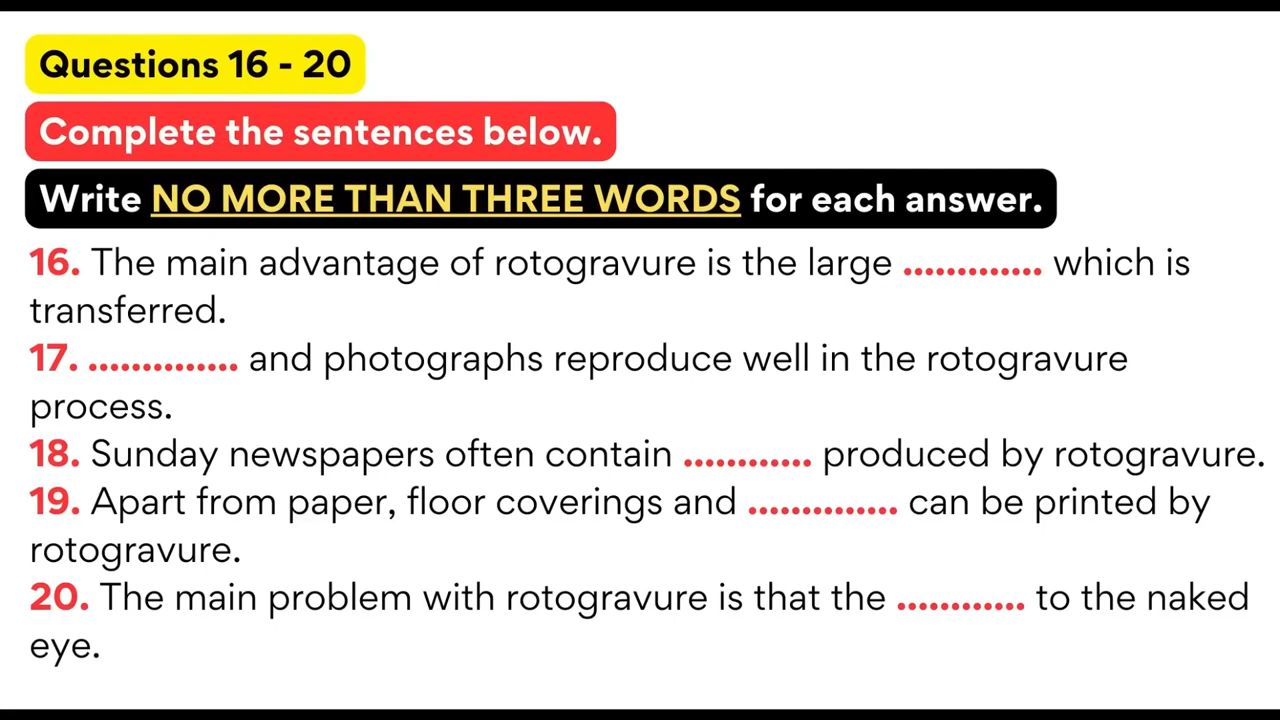 Questions 16 - 20
Complete the sentences below.
Write NO MORE THAN THREE WORDS for each answer.
16. The main advantage of rotogravure is the large ............. which is
transferred.
17. .............. and photographs reproduce well in the rotogravure
process.
18. Sunday newspapers often contain ............ produced by rotogravure.
19. Apart from paper, floor coverings and .............. can be printed by
rotogravure.
20. The main problem with rotogravure is that the ............ to the naked
eye.